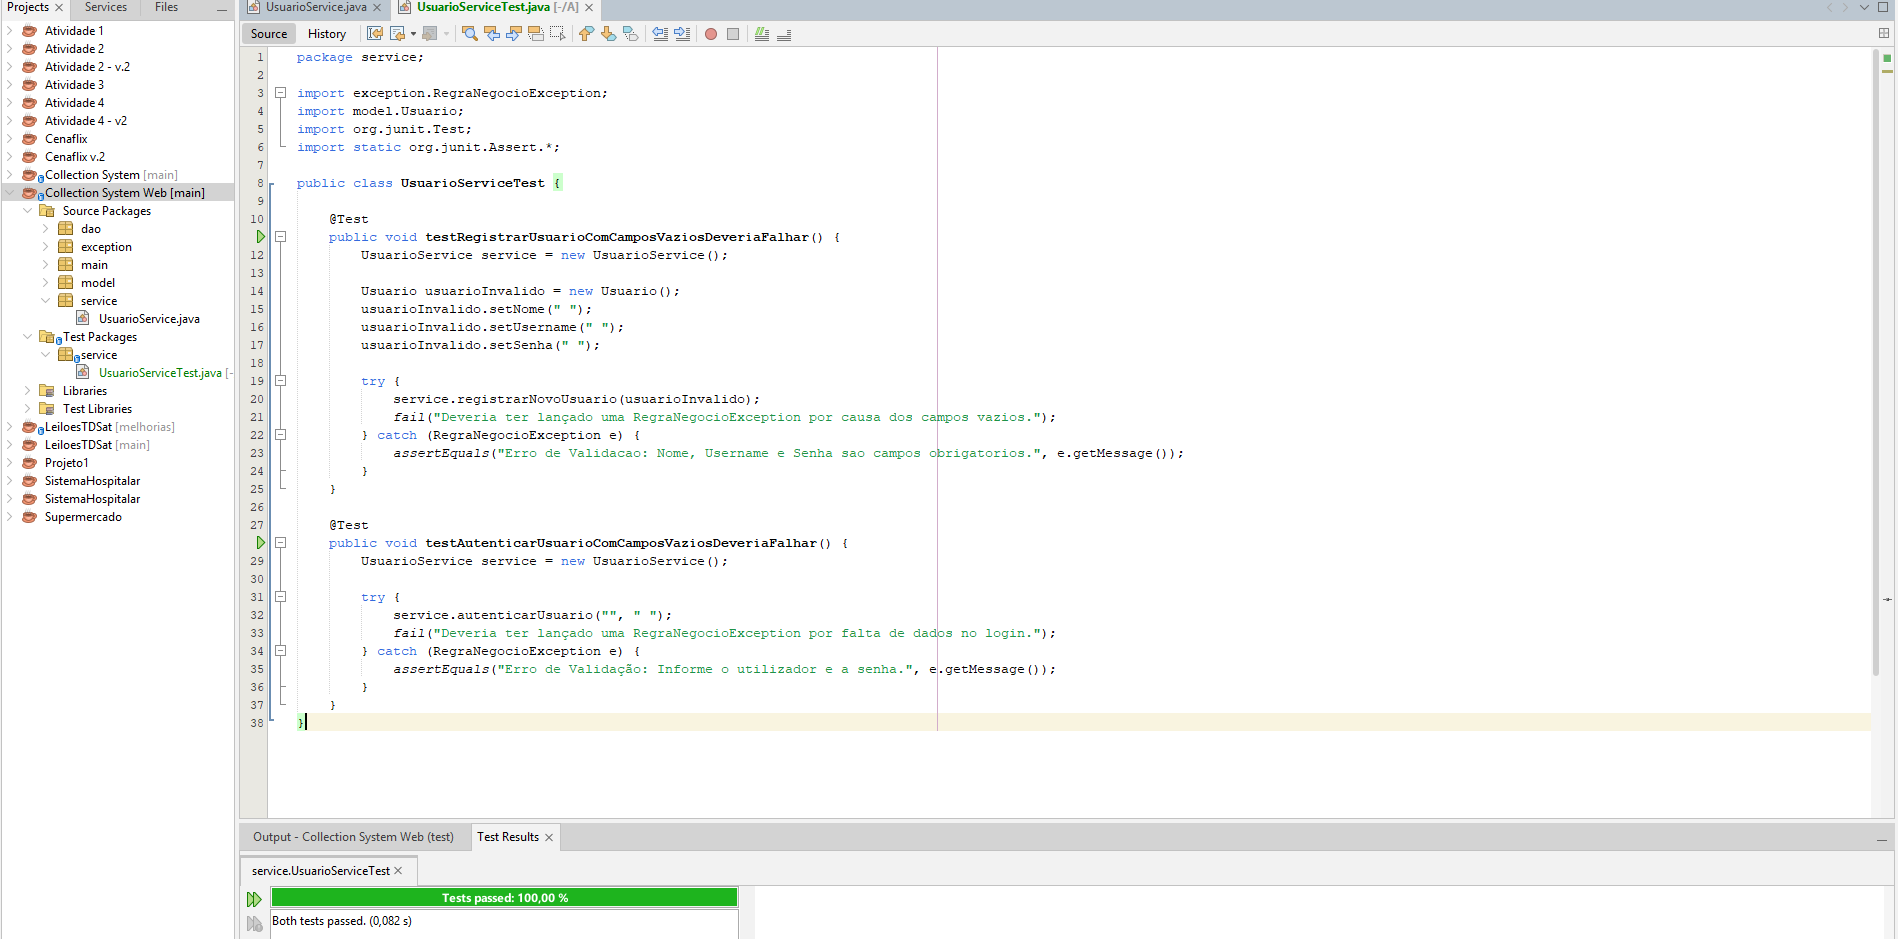 Projects Services Files
Atividade 1
Atividade 2
Atividade 2 - v.2
Atividade 3
Atividade 4
Atividade 4 - v2
Cenaflix
Cenaflix v.2
Collection System [main]
Collection System Web [main]
Source Packages
dao
exception
main
model
service
UsuarioService.java
Test Packages
service
UsuarioServiceTest.java [-
Libraries
Test Libraries
LeiloesTDSat [melhorias]
LeiloesTDSat [main]
Projeto1
SistemaHospitalar
SistemaHospitalar
Supermercado
UsuarioService.java UsuarioServiceTest.java [-/A]
Source History
1 package service;
2
3 import exception.RegraNegocioException;
4 import model.Usuario;
5 import org.junit.Test;
6 import static org.junit.Assert.*;
7
8 public class UsuarioServiceTest {
9
10 @Test
public void testRegistrarUsuarioComCamposVaziosDeveriaFalhar() {
12 UsuarioService service = new UsuarioService();
13
14 Usuario usuarioInvalido = new Usuario();
15 usuarioInvalido.setNome(" ");
16 usuarioInvalido.setUsername(" ");
17 usuarioInvalido.setSenha(" ");
18
19 try {
20 service.registrarNovoUsuario(usuarioInvalido);
21 fail("Deveria ter lançado uma RegraNegocioException por causa dos campos vazios.");
22 } catch (RegraNegocioException e) {
23 assertEquals("Erro de Validacao: Nome, Username e Senha sao campos obrigatorios.", e.getMessage());
24 }
25 }
26
27 @Test
public void testAutenticarUsuarioComCamposVaziosDeveriaFalhar() {
29 UsuarioService service = new UsuarioService();
30
31 try {
32 service.autenticarUsuario("", " ");
33 fail("Deveria ter lançado uma RegraNegocioException por falta de dados no login.");
34 } catch (RegraNegocioException e) {
35 assertEquals("Erro de Validação: Informe o utilizador e a senha.", e.getMessage());
36 }
37 }
38 }
Output - Collection System Web (test) Test Results
service.UsuarioServiceTest
Tests passed: 100,00 %
Both tests passed. (0,082 s)